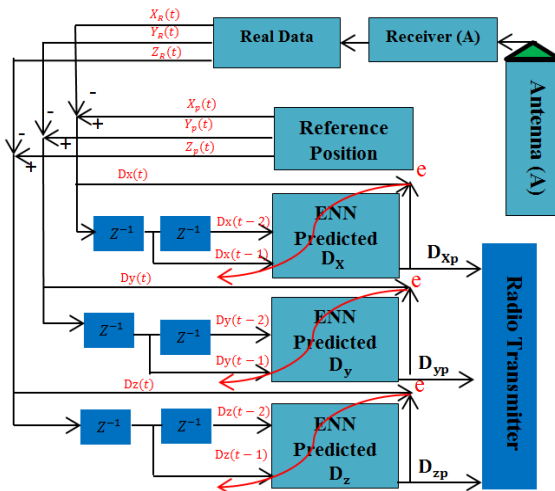 X_R(t)
Y_R(t)
Z_R(t)
Real Data
Receiver (A)
Antenna (A)
-
-
-
+
+
+
X_p(t)
Y_p(t)
Z_p(t)
Reference
Position
Dx(t)
e
Z⁻¹
Z⁻¹
Dx(t−2)
Dx(t−1)
ENN
Predicted
D_x
D_Xp
Dy(t)
e
Z⁻¹
Z⁻¹
Dy(t−2)
Dy(t−1)
ENN
Predicted
D_y
D_yp
Dz(t)
e
Z⁻¹
Z⁻¹
Dz(t−2)
Dz(t−1)
ENN
Predicted
D_z
D_zp
Radio Transmitter